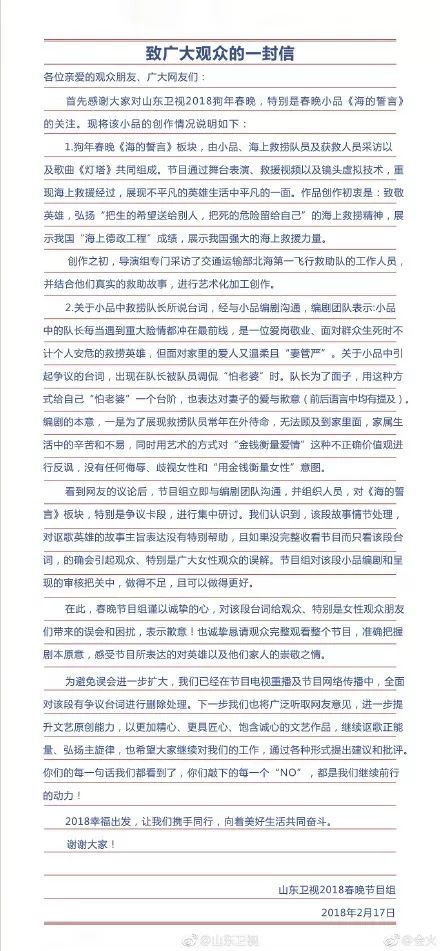 致广大观众的一封信
各位亲爱的观众朋友、广大网友们：
首先感谢大家对山东卫视2018狗年春晚，特别是春晚小品《海的誓言》
的关注。现将该小品的创作情况说明如下：
1.狗年春晚《海的誓言》板块，由小品、海上救捞队员及获救人员采访以
及歌曲《灯塔》共同组成。节目通过舞台表演、救援视频以及镜头虚拟技术，重
现海上救援经过，展现不平凡的英雄生活中平凡的一面。作品创作初衷是：致敬
英雄，弘扬“把生的希望送给别人，把死的危险留给自己”的海上救捞精神，展
示我国“海上德政工程”成绩，展示我国强大的海上救援力量。
创作之初，导演组专门采访了交通运输部北海第一飞行救助队的工作人员，
并结合他们真实的救助故事，进行艺术化加工创作。
2.关于小品中救捞队长所说台词，经与小品编剧沟通，编剧团队表示:小品
中的队长每当遇到重大险情都冲在最前线，是一位爱岗敬业、面对群众生死时不
计个人安危的救捞英雄，但面对家里的爱人又温柔且“妻管严”。关于小品中引
起争议的台词，出现在队长被队员调侃“怕老婆”时。队长为了面子，用这种方
式给自己“怕老婆”一个台阶，也表达对妻子的爱与歉意（前后语言中均有提及）。
编剧的本意，一是为了展现救捞队员常年在外待命，无法顾及到家里面，家属生
活中的辛苦和不易，同时用艺术的方式对“金钱衡量爱情”这种不正确价值观进
行反讽，没有任何侮辱、歧视女性和“用金钱衡量女性”意图。
看到网友的议论后，节目组立即与编剧团队沟通，并组织人员，对《海的誓
言》板块，特别是争议卡段，进行集中研讨。我们认识到，该段故事情节处理，
对讴歌英雄的故事主旨表达没有特别帮助，且如果没完整收看节目而只看该段台
词，的确会引起观众、特别是广大女性观众的误解。节目组对该段小品编剧和呈
现的审核把关中，做得不足，且可以做得更好。
在此，春晚节目组谨以诚挚的心，对该段台词给观众、特别是女性观众朋友
们带来的误会和困扰，表示歉意！也诚挚恳请观众完整观看整个节目，准确把握
剧本原意，感受节目所表达的对英雄以及他们家人的崇敬之情。
为避免误会进一步扩大，我们已经在节目电视重播及节目网络传播中，全面
对该段有争议台词进行删除处理。下一步我们也将广泛听取网友意见，进一步提
升文艺原创能力，以更加精心、更具匠心、饱含诚心的文艺作品，继续讴歌正能
量、弘扬主旋律，也希望大家继续对我们的工作，通过各种形式提出建议和批评。
你们的每一句话我们都看到了，你们敲下的每一个“NO”，都是我们继续前行
的动力！
2018幸福出发，让我们携手同行，向着美好生活共同奋斗。
谢谢大家！
山东卫视2018春晚节目组
2018年2月17日
@山东卫视
@会火